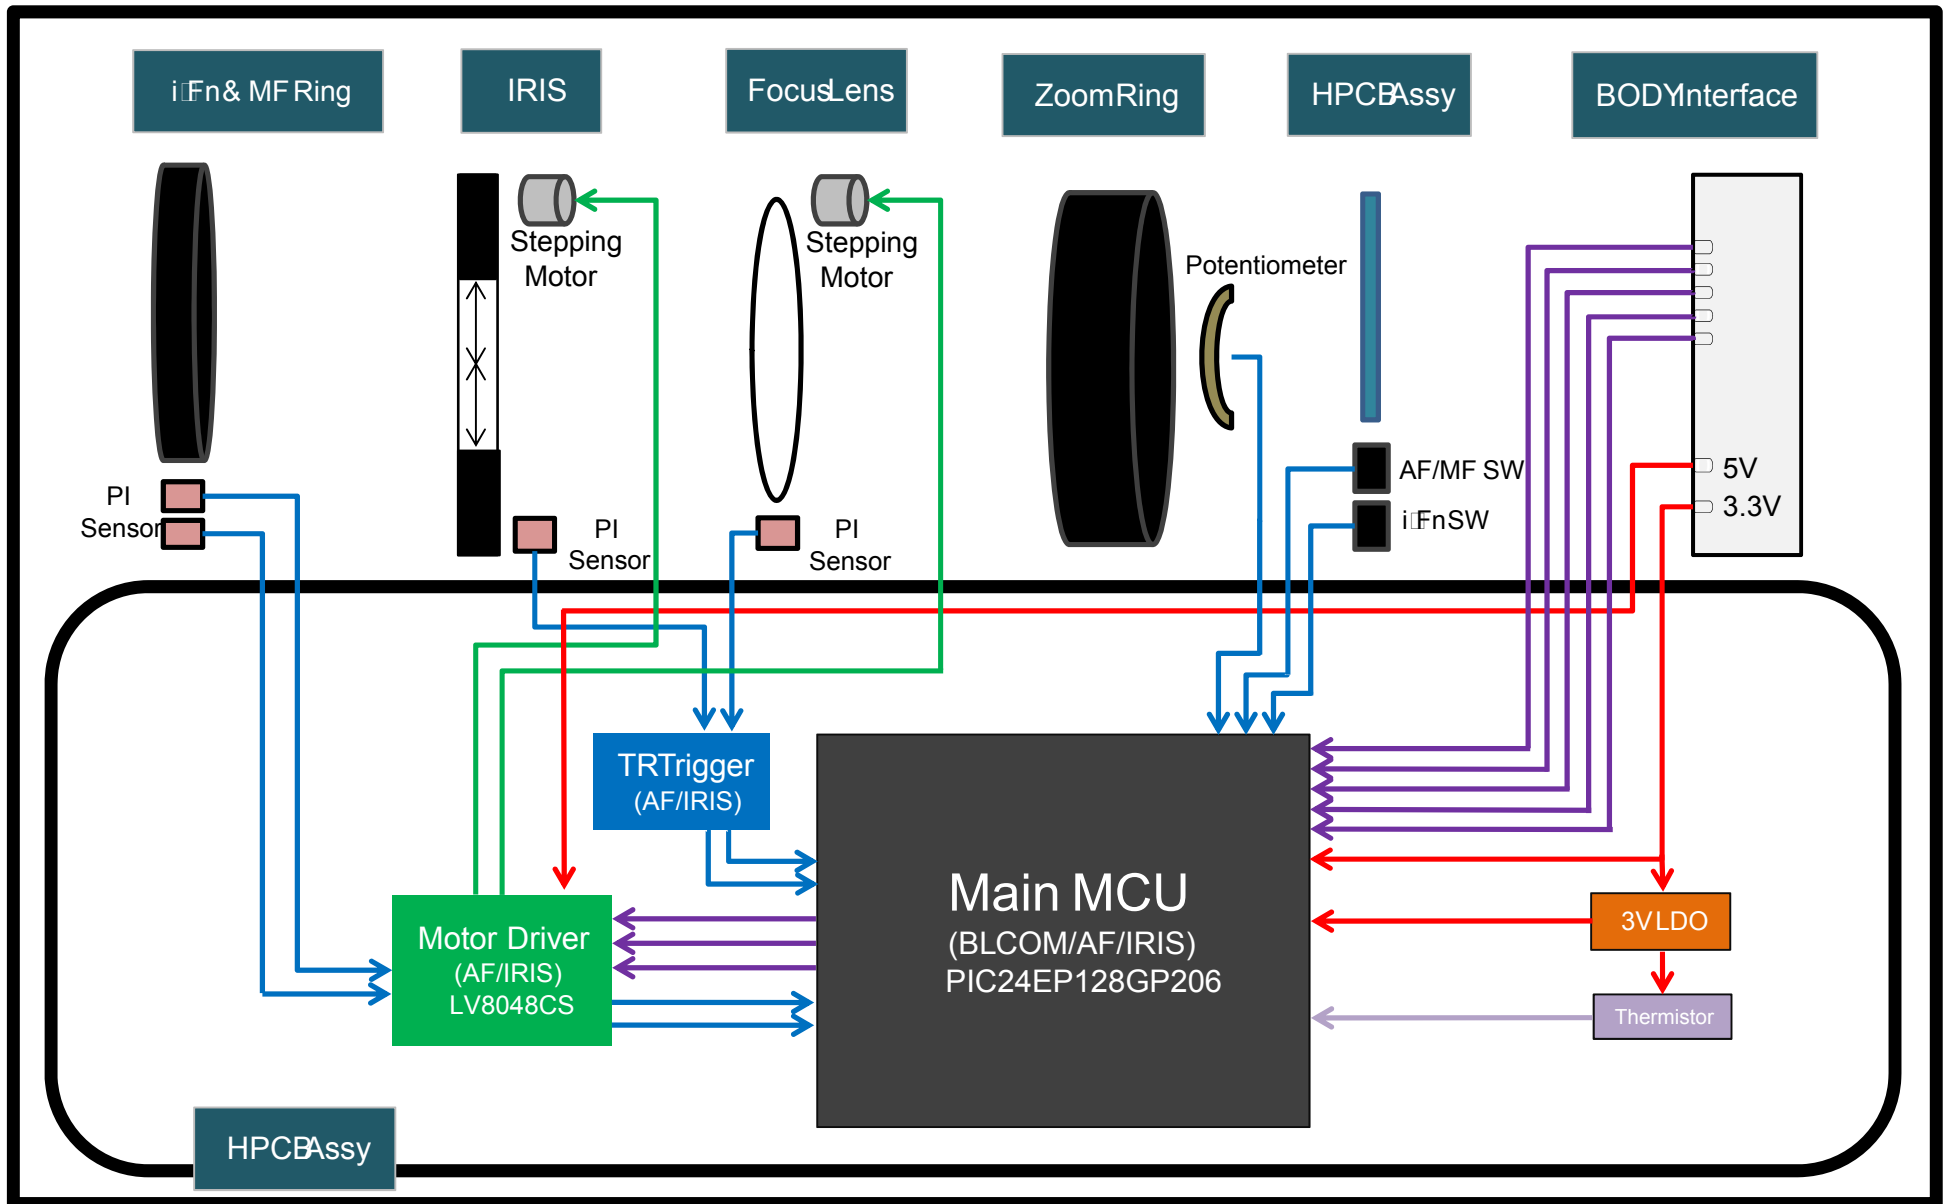 i-Fn& MF Ring
IRIS
FocusLens
ZoomRing
HPCBAssy
BODYInterface
Stepping
Motor
Stepping
Motor
Potentiometer
AF/MF SW
i-FnSW
5V
3.3V
PI
Sensor
PI
Sensor
PI
Sensor
TRTrigger
(AF/IRIS)
Motor Driver
(AF/IRIS)
LV8048CS
Main MCU
(BLCOM/AF/IRIS)
PIC24EP128GP206
3VLDO
Thermistor
HPCBAssy